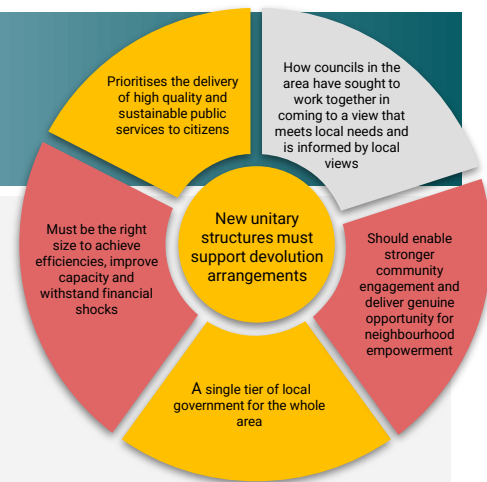 Prioritises the delivery
of high quality and
sustainable public
services to citizens
How councils in the
area have sought to
work together in
coming to a view that
meets local needs and
is informed by local
views
Must be the right
size to achieve
efficiencies, improve
capacity and
withstand financial
shocks
New unitary
structures must
support devolution
arrangements
Should enable
stronger
community
engagement and
deliver genuine
opportunity for
neighbourhood
empowerment
A single tier of local
government for the whole
area